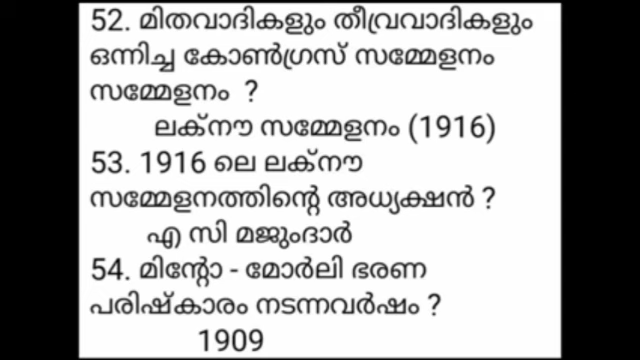 52. മിതവാദികളും തീവ്രവാദികളും
ഒന്നിച്ച കോൺഗ്രസ് സമ്മേളനം
സമ്മേളനം ?
ലക്നൗ സമ്മേളനം (1916)
53. 1916 ലെ ലക്നൗ
സമ്മേളനത്തിന്റെ അധ്യക്ഷൻ ?
എ സി മജുംദാർ
54. മിന്റോ - മോർലി ഭരണ
പരിഷ്കാരം നടന്നവർഷം ?
1909